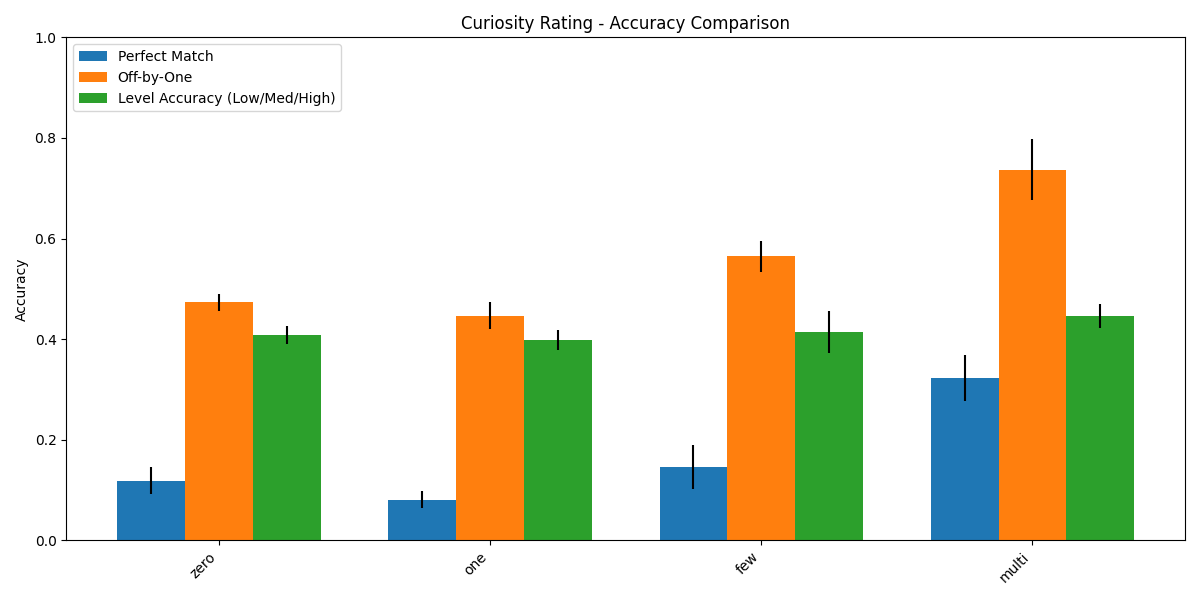 Curiosity Rating - Accuracy Comparison
Perfect Match
Off-by-One
Level Accuracy (Low/Med/High)
Accuracy
1.0
0.8
0.6
0.4
0.2
0.0
zero
one
few
multi